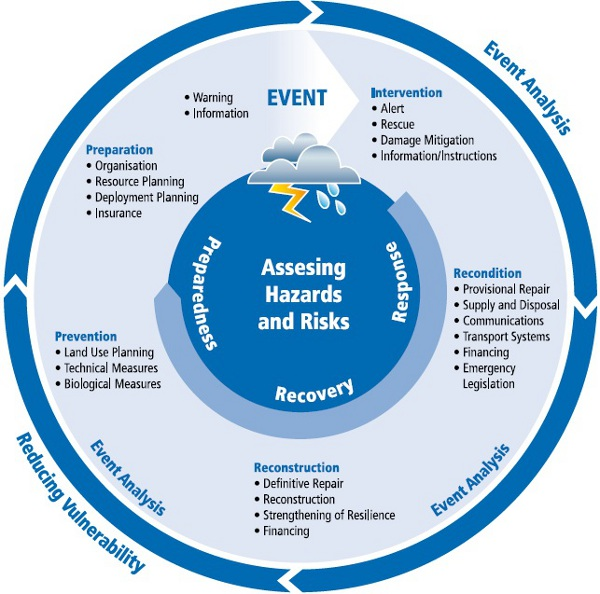 EVENT
• Warning
• Information
Intervention
• Alert
• Rescue
• Damage Mitigation
• Information/Instructions
Event Analysis
Preparation
• Organisation
• Resource Planning
• Deployment Planning
• Insurance
Assesing
Hazards
and Risks
Preparedness
Response
Recovery
Recondition
• Provisional Repair
• Supply and Disposal
• Communications
• Transport Systems
• Financing
• Emergency
Legislation
Prevention
• Land Use Planning
• Technical Measures
• Biological Measures
Event Analysis
Event Analysis
Reducing Vulnerability
Reconstruction
• Definitive Repair
• Reconstruction
• Strengthening of Resilience
• Financing